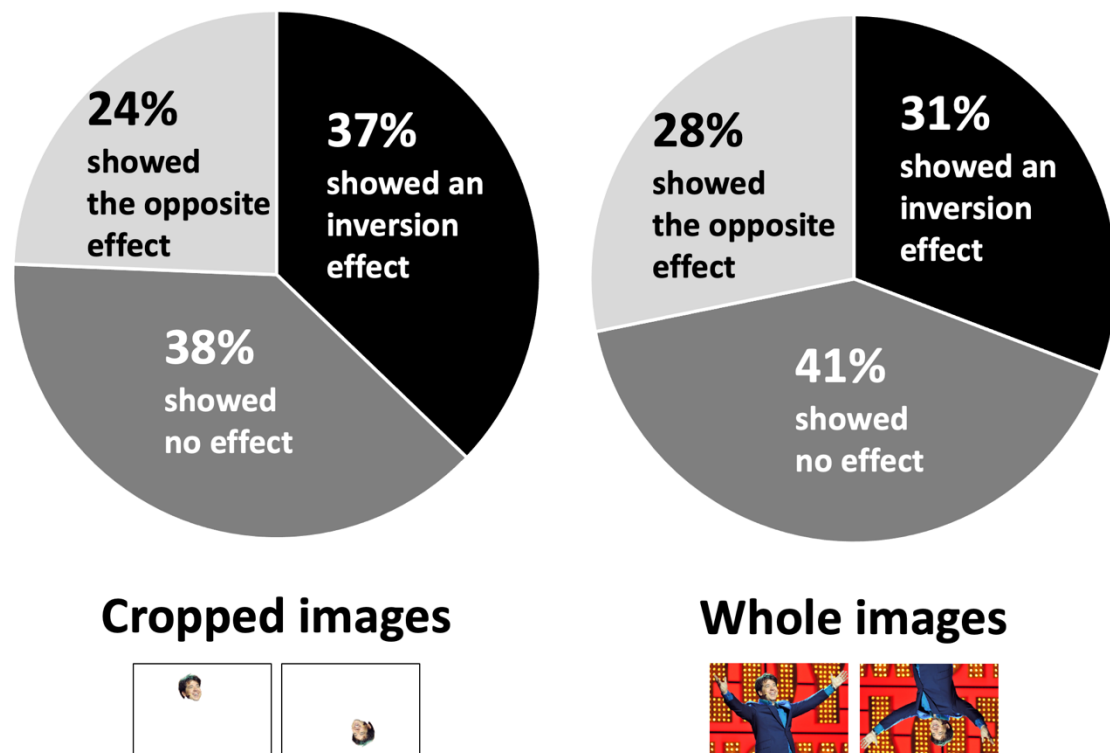 24%
showed
the opposite
effect
37%
showed an
inversion
effect
38%
showed
no effect
28%
showed
the opposite
effect
31%
showed an
inversion
effect
41%
showed
no effect
Cropped images
Whole images